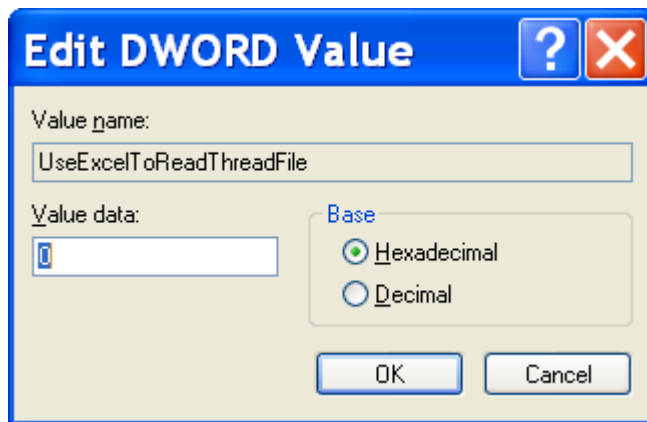 Edit DWORD Value
Value name:
UseExcelToReadThreadFile
Value data:
0
Base
Hexadecimal
Decimal
OK
Cancel